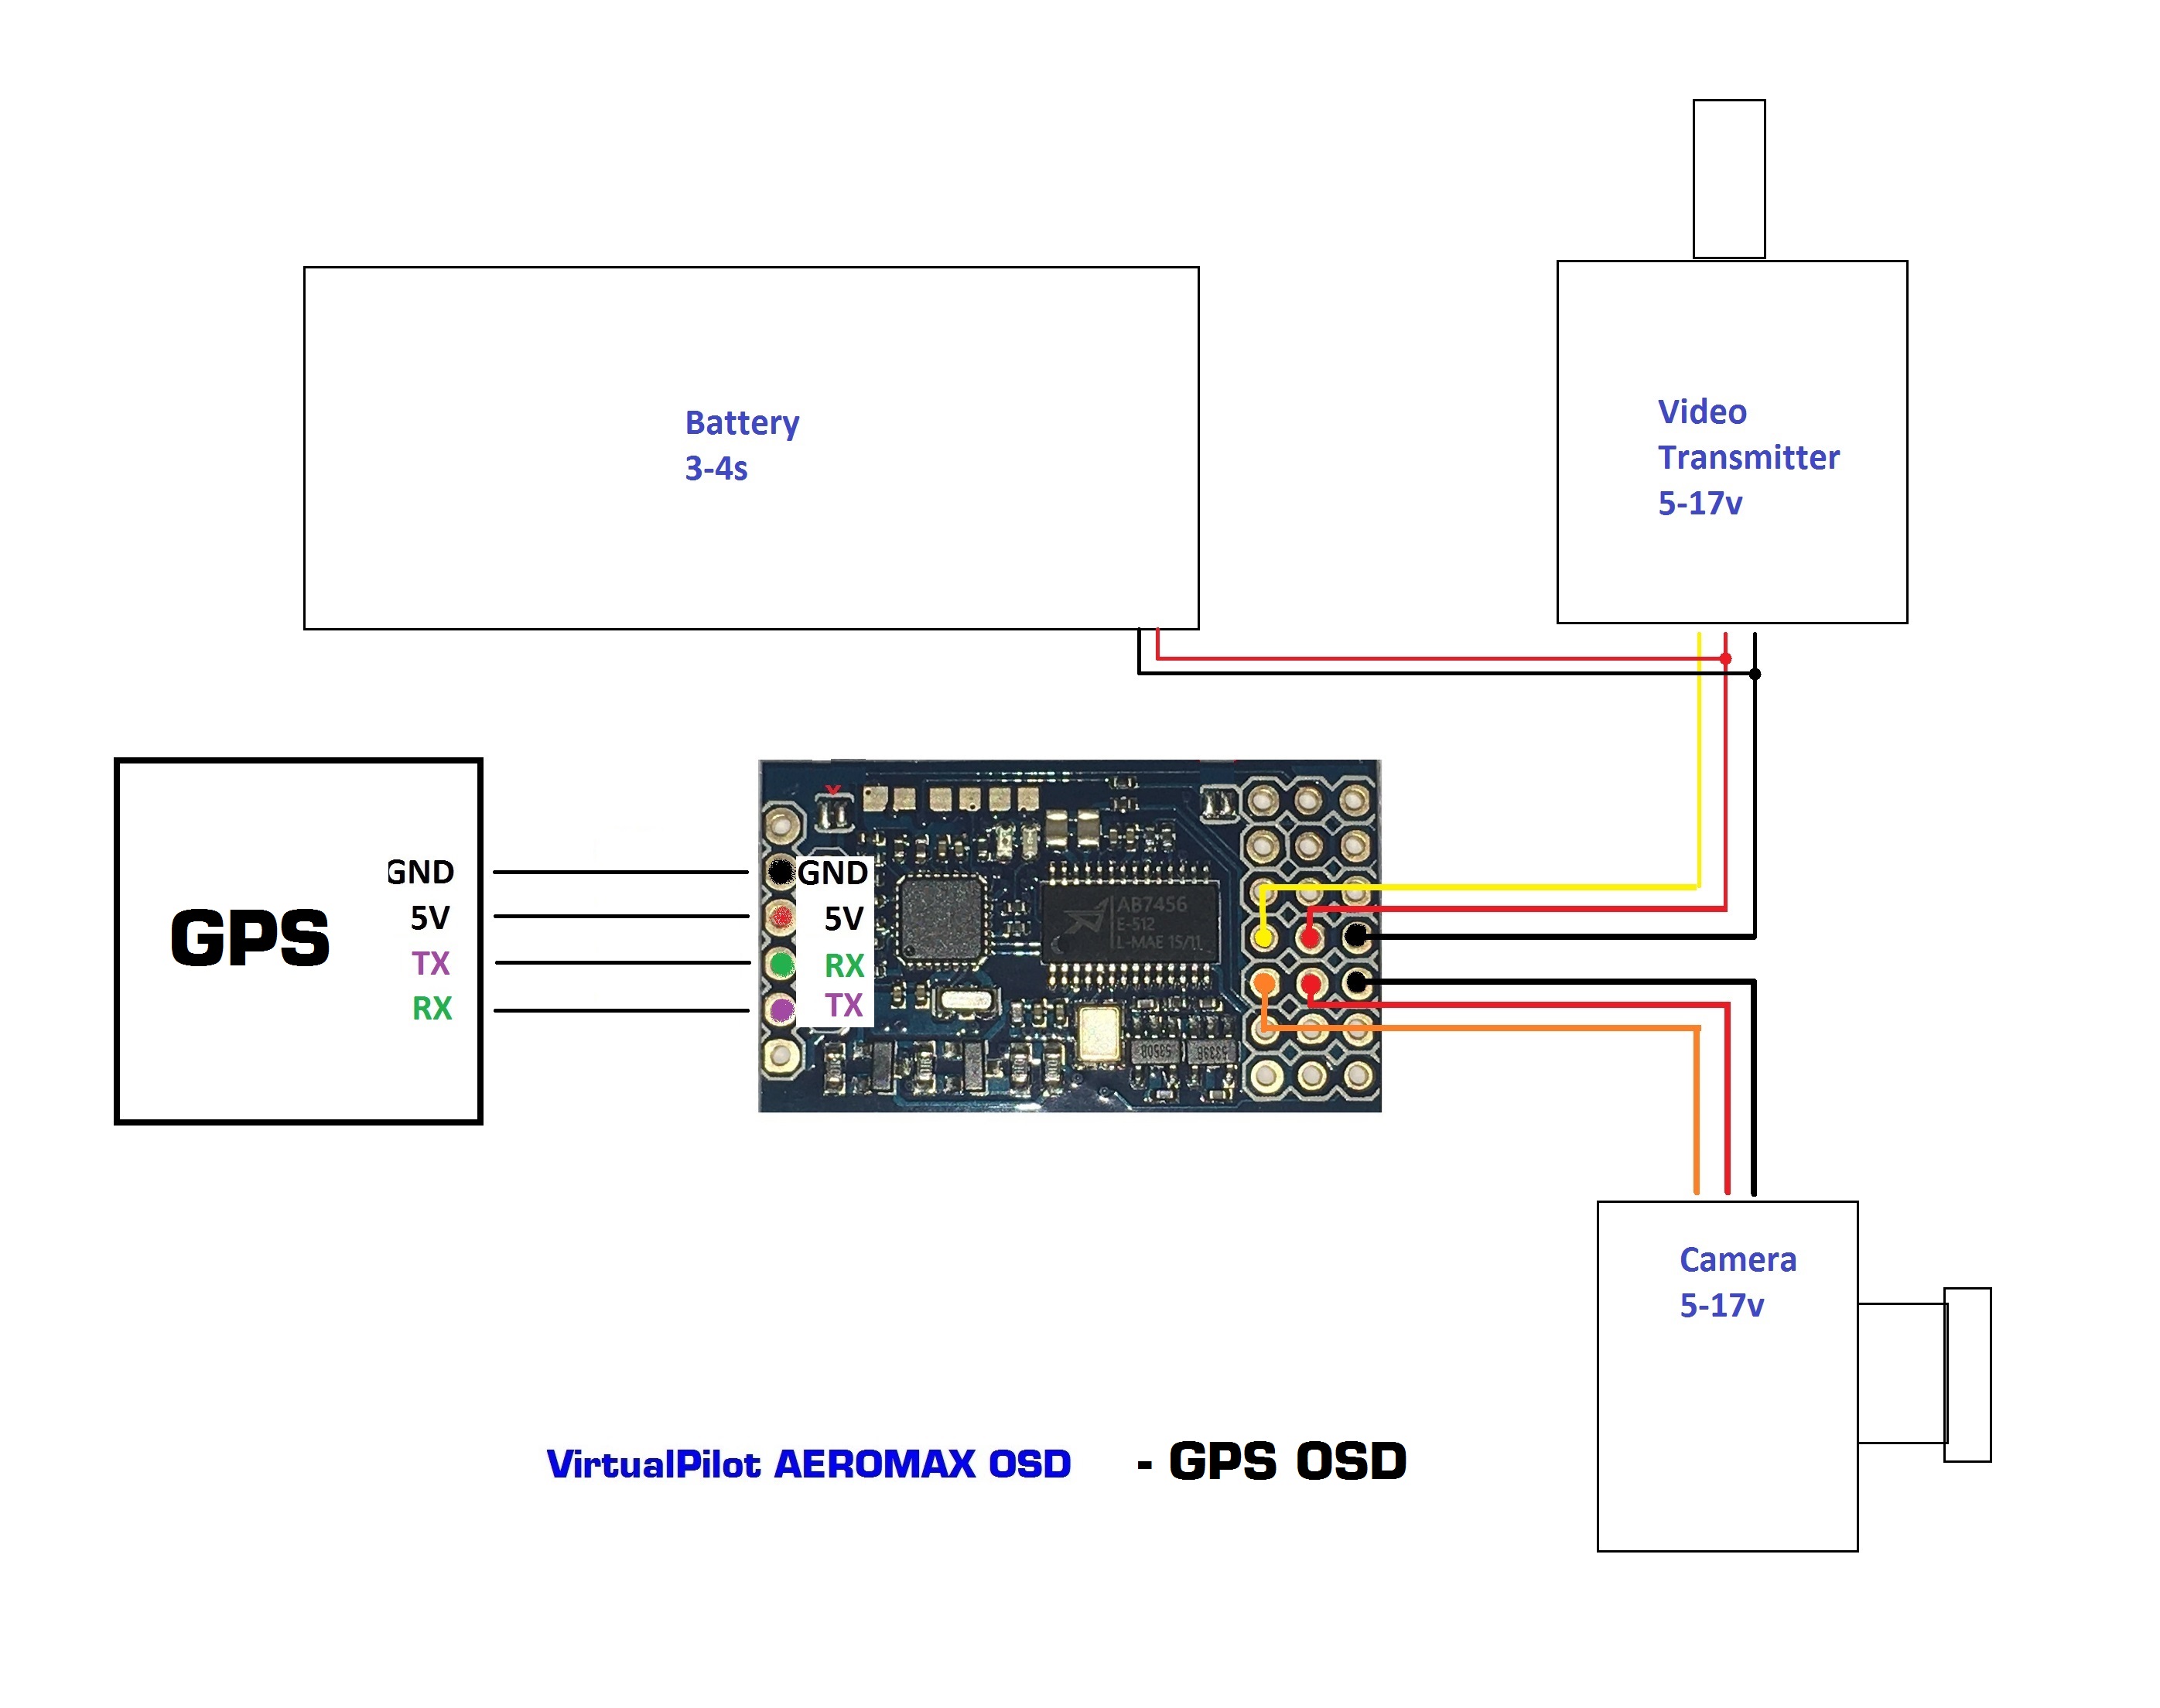 Battery
3-4s
Video
Transmitter
5-17v
GPS
GND
5V
TX
RX
GND
5V
RX
TX
AB7456
E-512
L-MAE 15/11
Camera
5-17v
VirtualPilot AEROMAX OSD - GPS OSD